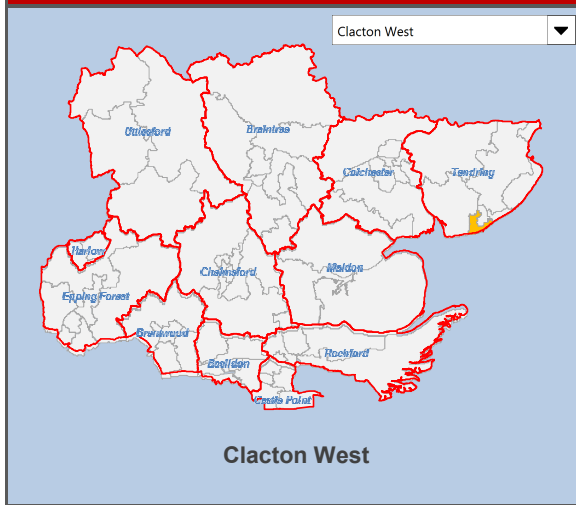 Clacton West
Uttlesford
Braintree
Colchester
Tendring
Harlow
Chelmsford
Maldon
Epping Forest
Brentwood
Basildon
Rochford
Castle Point
Clacton West